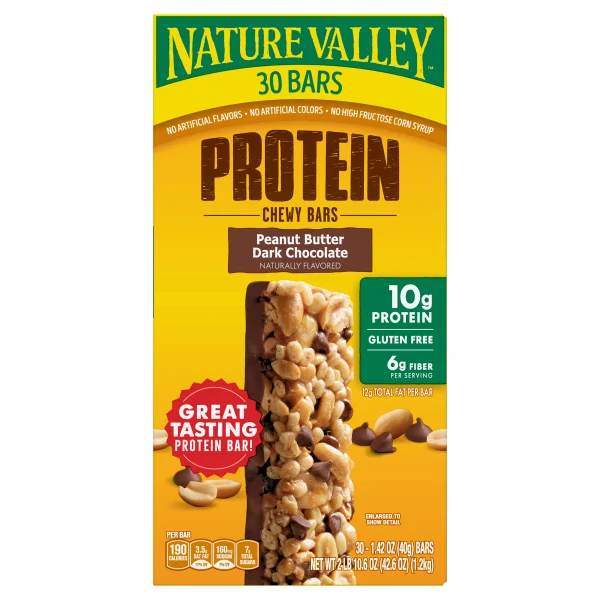 NATURE VALLEY™
30 BARS
NO ARTIFICIAL FLAVORS • NO ARTIFICIAL COLORS • NO HIGH FRUCTOSE CORN SYRUP
PROTEIN
CHEWY BARS
Peanut Butter
Dark Chocolate
NATURALLY FLAVORED
10g
PROTEIN
GLUTEN FREE
6g FIBER
PER SERVING
12g TOTAL FAT PER BAR
GREAT
TASTING
PROTEIN BAR!
ENLARGED TO
SHOW DETAIL
PER BAR
190 CALORIES
3.5g SAT FAT
160mg SODIUM
7% DV
7g TOTAL SUGARS
30 - 1.42 OZ (40g) BARS
NET WT 2 LB 10.6 OZ (42.6 OZ) (1.2kg)